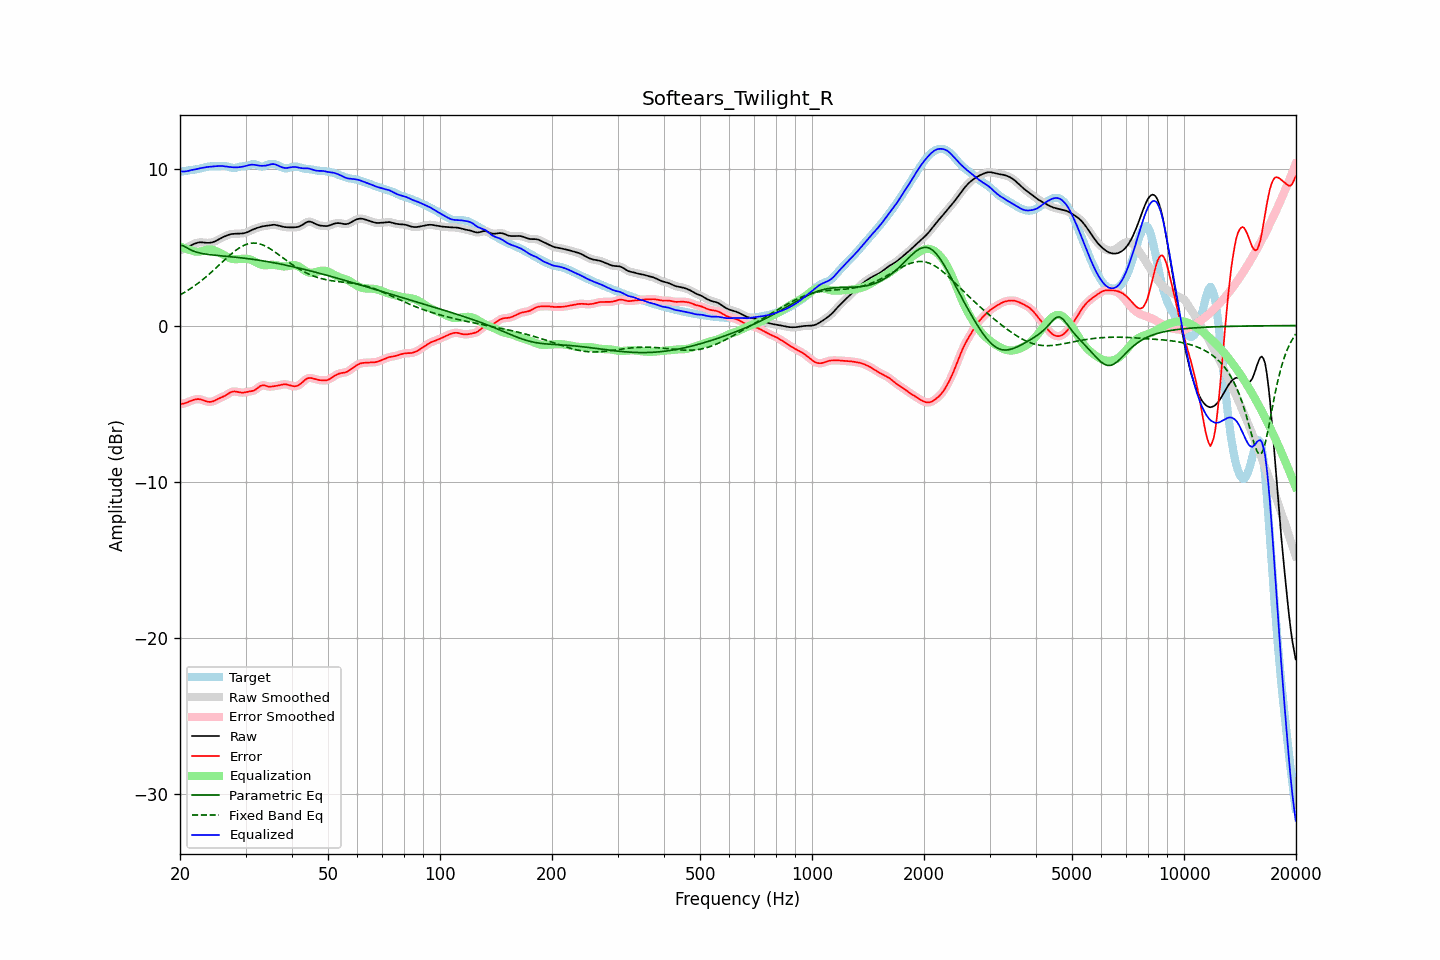 Softears_Twilight_R
Amplitude (dBr)
10
0
−10
−20
−30
Target
Raw Smoothed
Error Smoothed
Raw
Error
Equalization
Parametric Eq
Fixed Band Eq
Equalized
20 50 100 200 500 1000 2000 5000 10000 20000
Frequency (Hz)